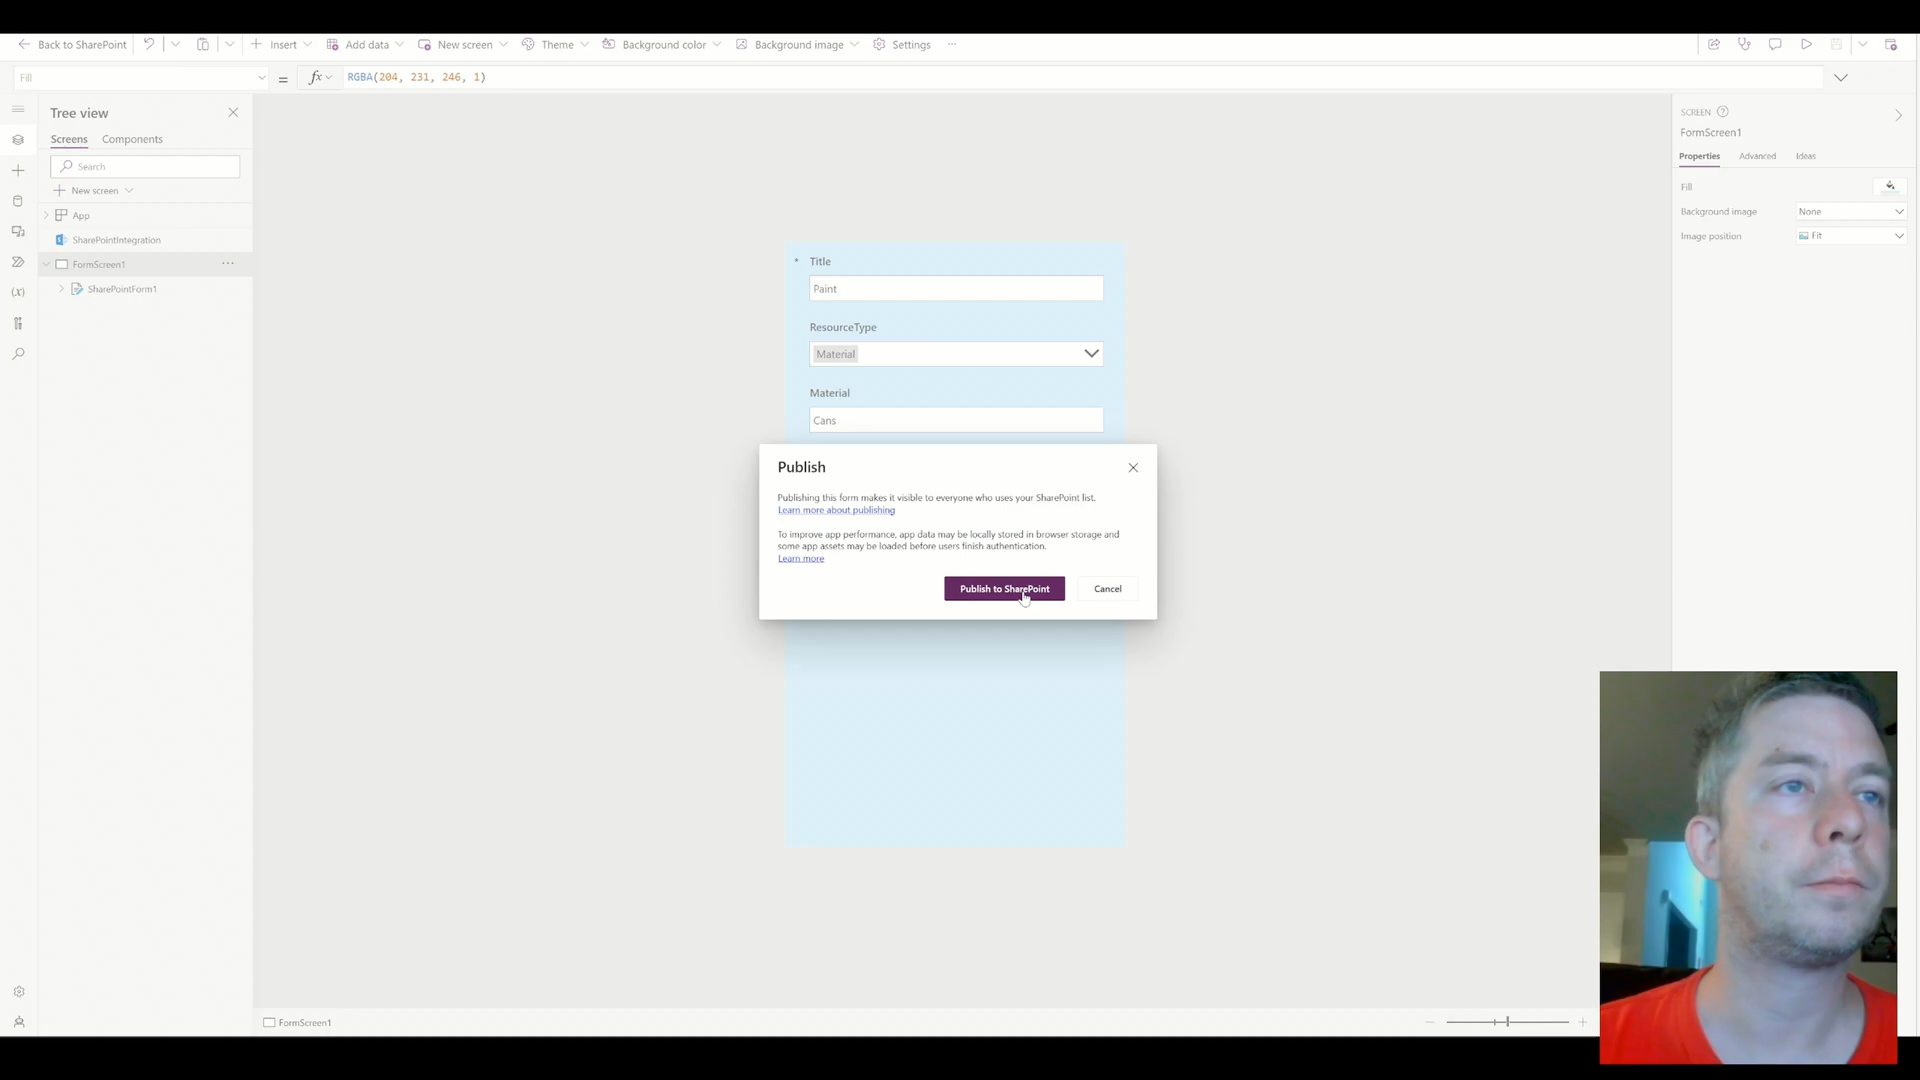 Back to SharePoint Insert Add data New screen Theme Background color Background image Settings ...
Fill = fx RGBA(204, 231, 246, 1)
Tree view
Screens Components
Search
New screen
App
SharePointIntegration
FormScreen1 ...
SharePointForm1
* Title
Paint
ResourceType
Material
Material
Cans
Publish
Publishing this form makes it visible to everyone who uses your SharePoint list.
Learn more about publishing
To improve app performance, app data may be locally stored in browser storage and
some app assets may be loaded before users finish authentication.
Learn more
Publish to SharePoint Cancel
SCREEN
FormScreen1
Properties Advanced Ideas
Fill
Background image None
Image position Fit
FormScreen1